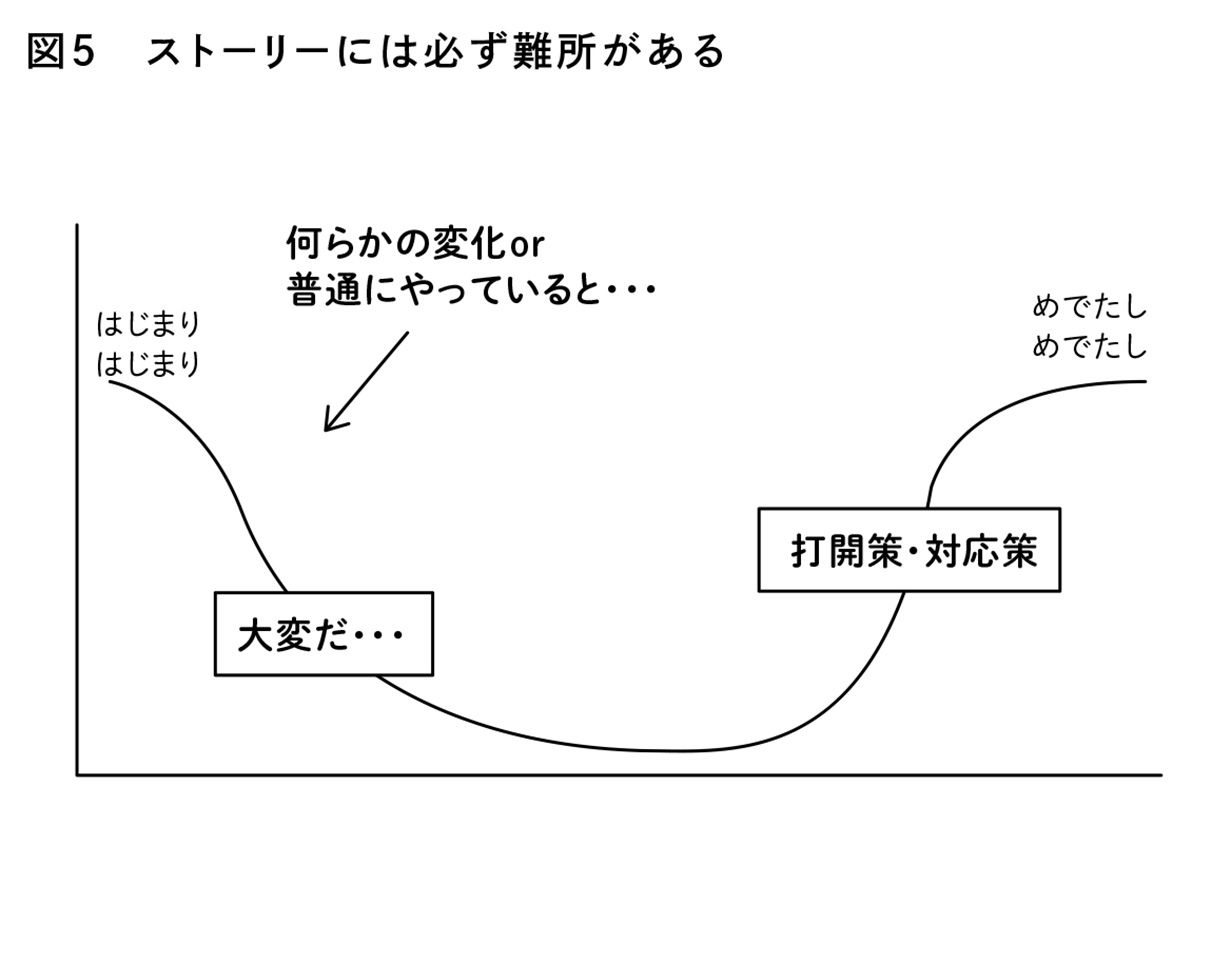 図5　ストーリーには必ず難所がある
何らかの変化or
普通にやっていると・・・
はじまり
はじまり
めでたし
めでたし
打開策・対応策
大変だ・・・